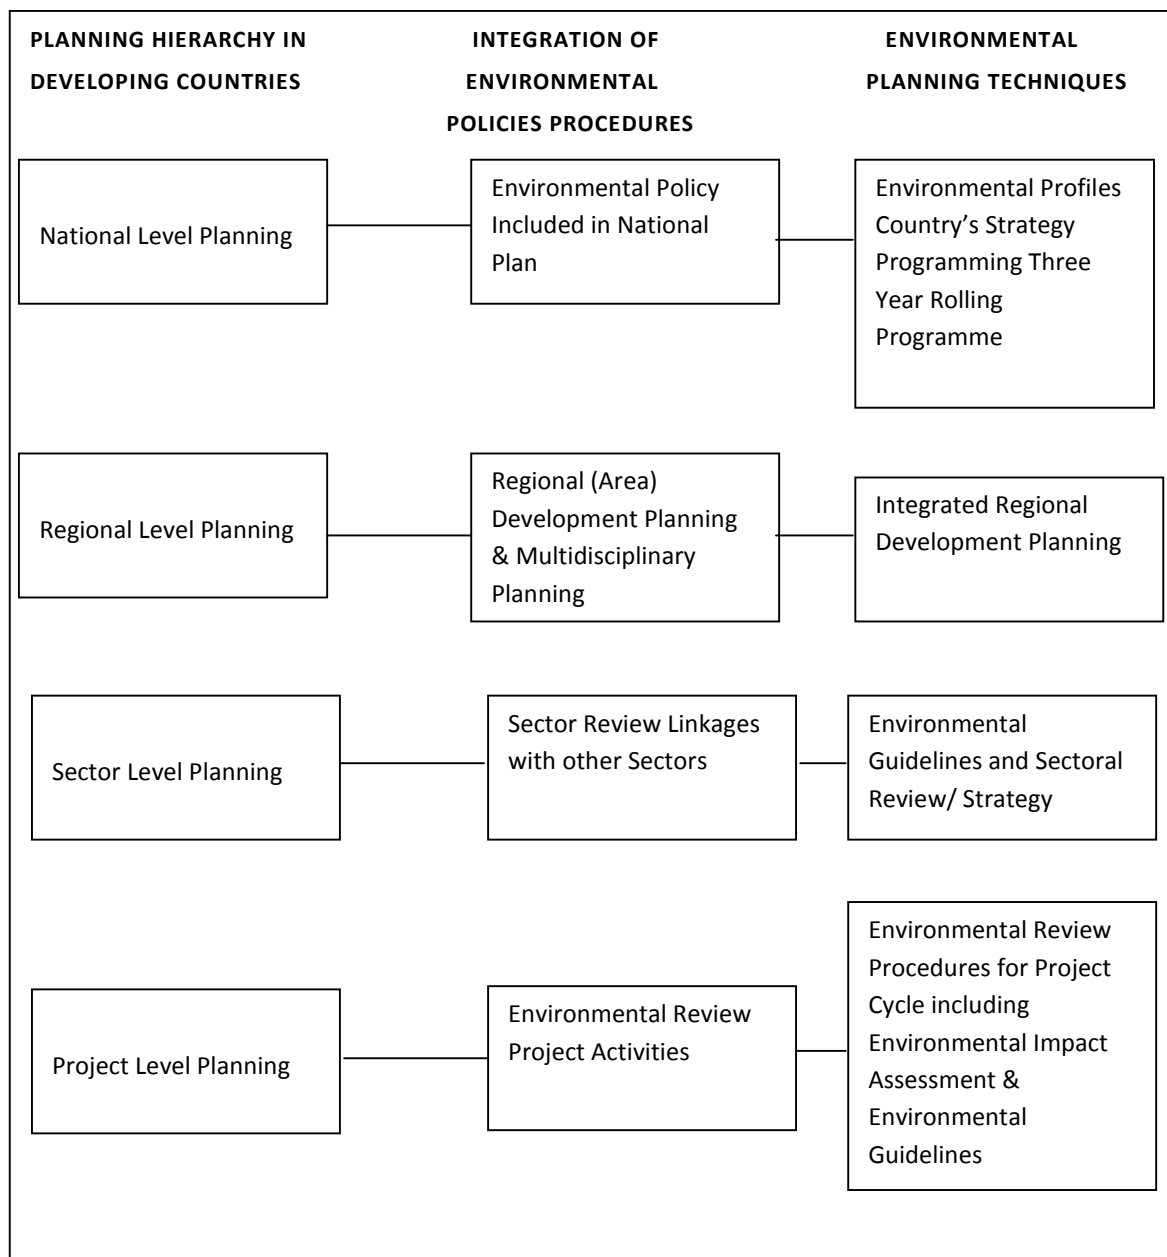 PLANNING HIERARCHY IN
DEVELOPING COUNTRIES
INTEGRATION OF
ENVIRONMENTAL
POLICIES PROCEDURES
ENVIRONMENTAL
PLANNING TECHNIQUES
National Level Planning
Environmental Policy
Included in National
Plan
Environmental Profiles
Country’s Strategy
Programming Three
Year Rolling
Programme
Regional Level Planning
Regional (Area)
Development Planning
& Multidisciplinary
Planning
Integrated Regional
Development Planning
Sector Level Planning
Sector Review Linkages
with other Sectors
Environmental
Guidelines and Sectoral
Review/ Strategy
Project Level Planning
Environmental Review
Project Activities
Environmental Review
Procedures for Project
Cycle including
Environmental Impact
Assessment &
Environmental
Guidelines